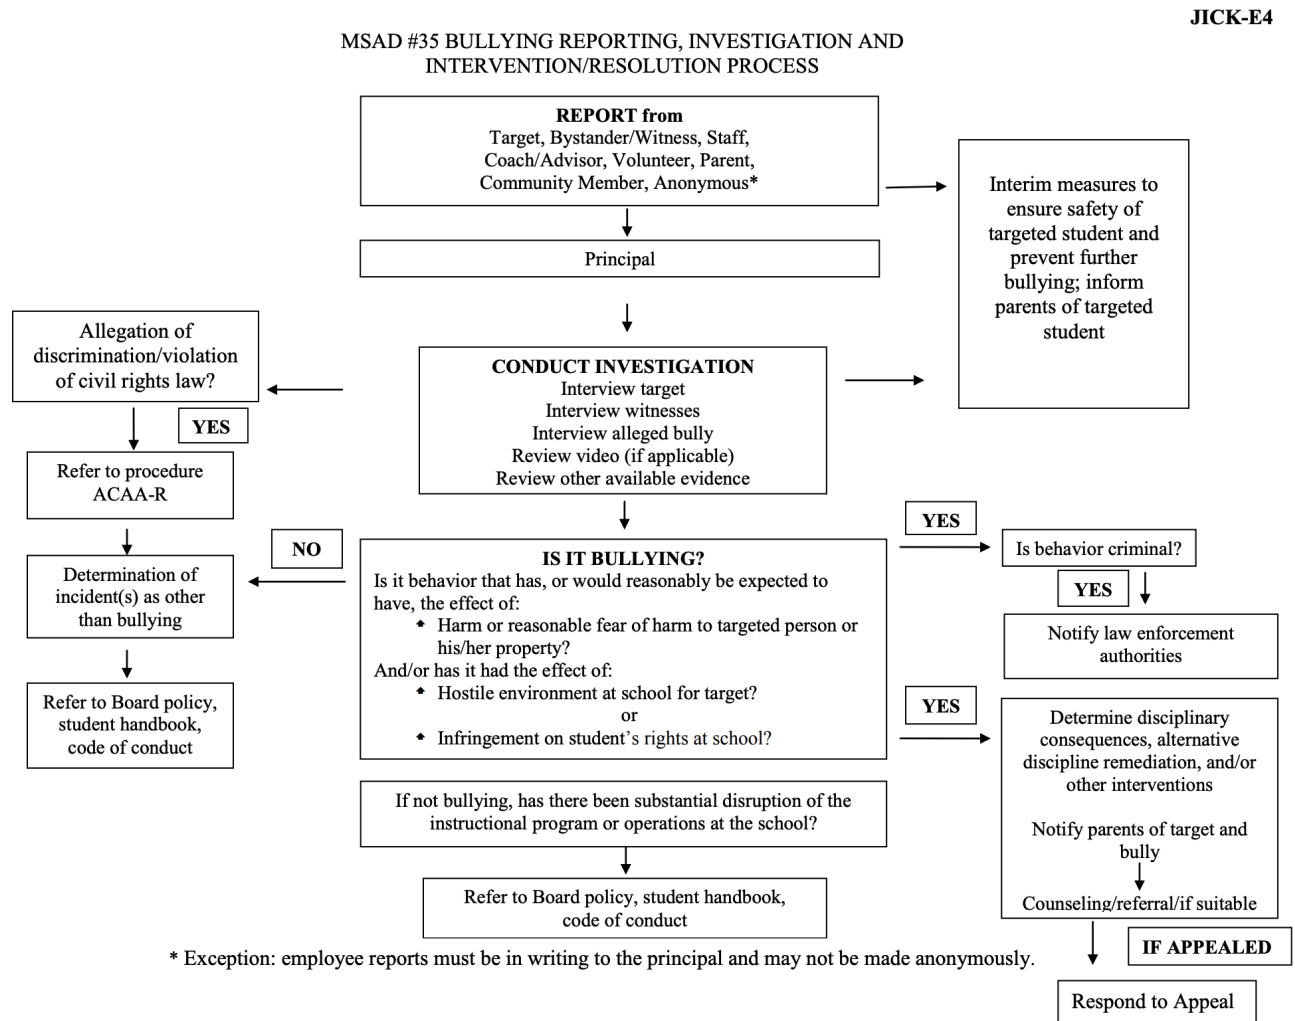 JICK-E4
MSAD #35 BULLYING REPORTING, INVESTIGATION AND
INTERVENTION/RESOLUTION PROCESS
REPORT from
Target, Bystander/Witness, Staff,
Coach/Advisor, Volunteer, Parent,
Community Member, Anonymous*
Interim measures to
ensure safety of
targeted student and
prevent further
bullying; inform
parents of targeted
student
Principal
Allegation of
discrimination/violation
of civil rights law?
YES
Refer to procedure
ACAA-R
CONDUCT INVESTIGATION
Interview target
Interview witnesses
Interview alleged bully
Review video (if applicable)
Review other available evidence
NO
Determination of
incident(s) as other
than bullying
Refer to Board policy,
student handbook,
code of conduct
IS IT BULLYING?
Is it behavior that has, or would reasonably be expected to
have, the effect of:
Harm or reasonable fear of harm to targeted person or
his/her property?
And/or has it had the effect of:
Hostile environment at school for target?
or
Infringement on student’s rights at school?
YES
Is behavior criminal?
YES
Notify law enforcement
authorities
YES
Determine disciplinary
consequences, alternative
discipline remediation, and/or
other interventions
Notify parents of target and
bully
Counseling/referral/if suitable
If not bullying, has there been substantial disruption of the
instructional program or operations at the school?
Refer to Board policy, student handbook,
code of conduct
IF APPEALED
* Exception: employee reports must be in writing to the principal and may not be made anonymously.
Respond to Appeal